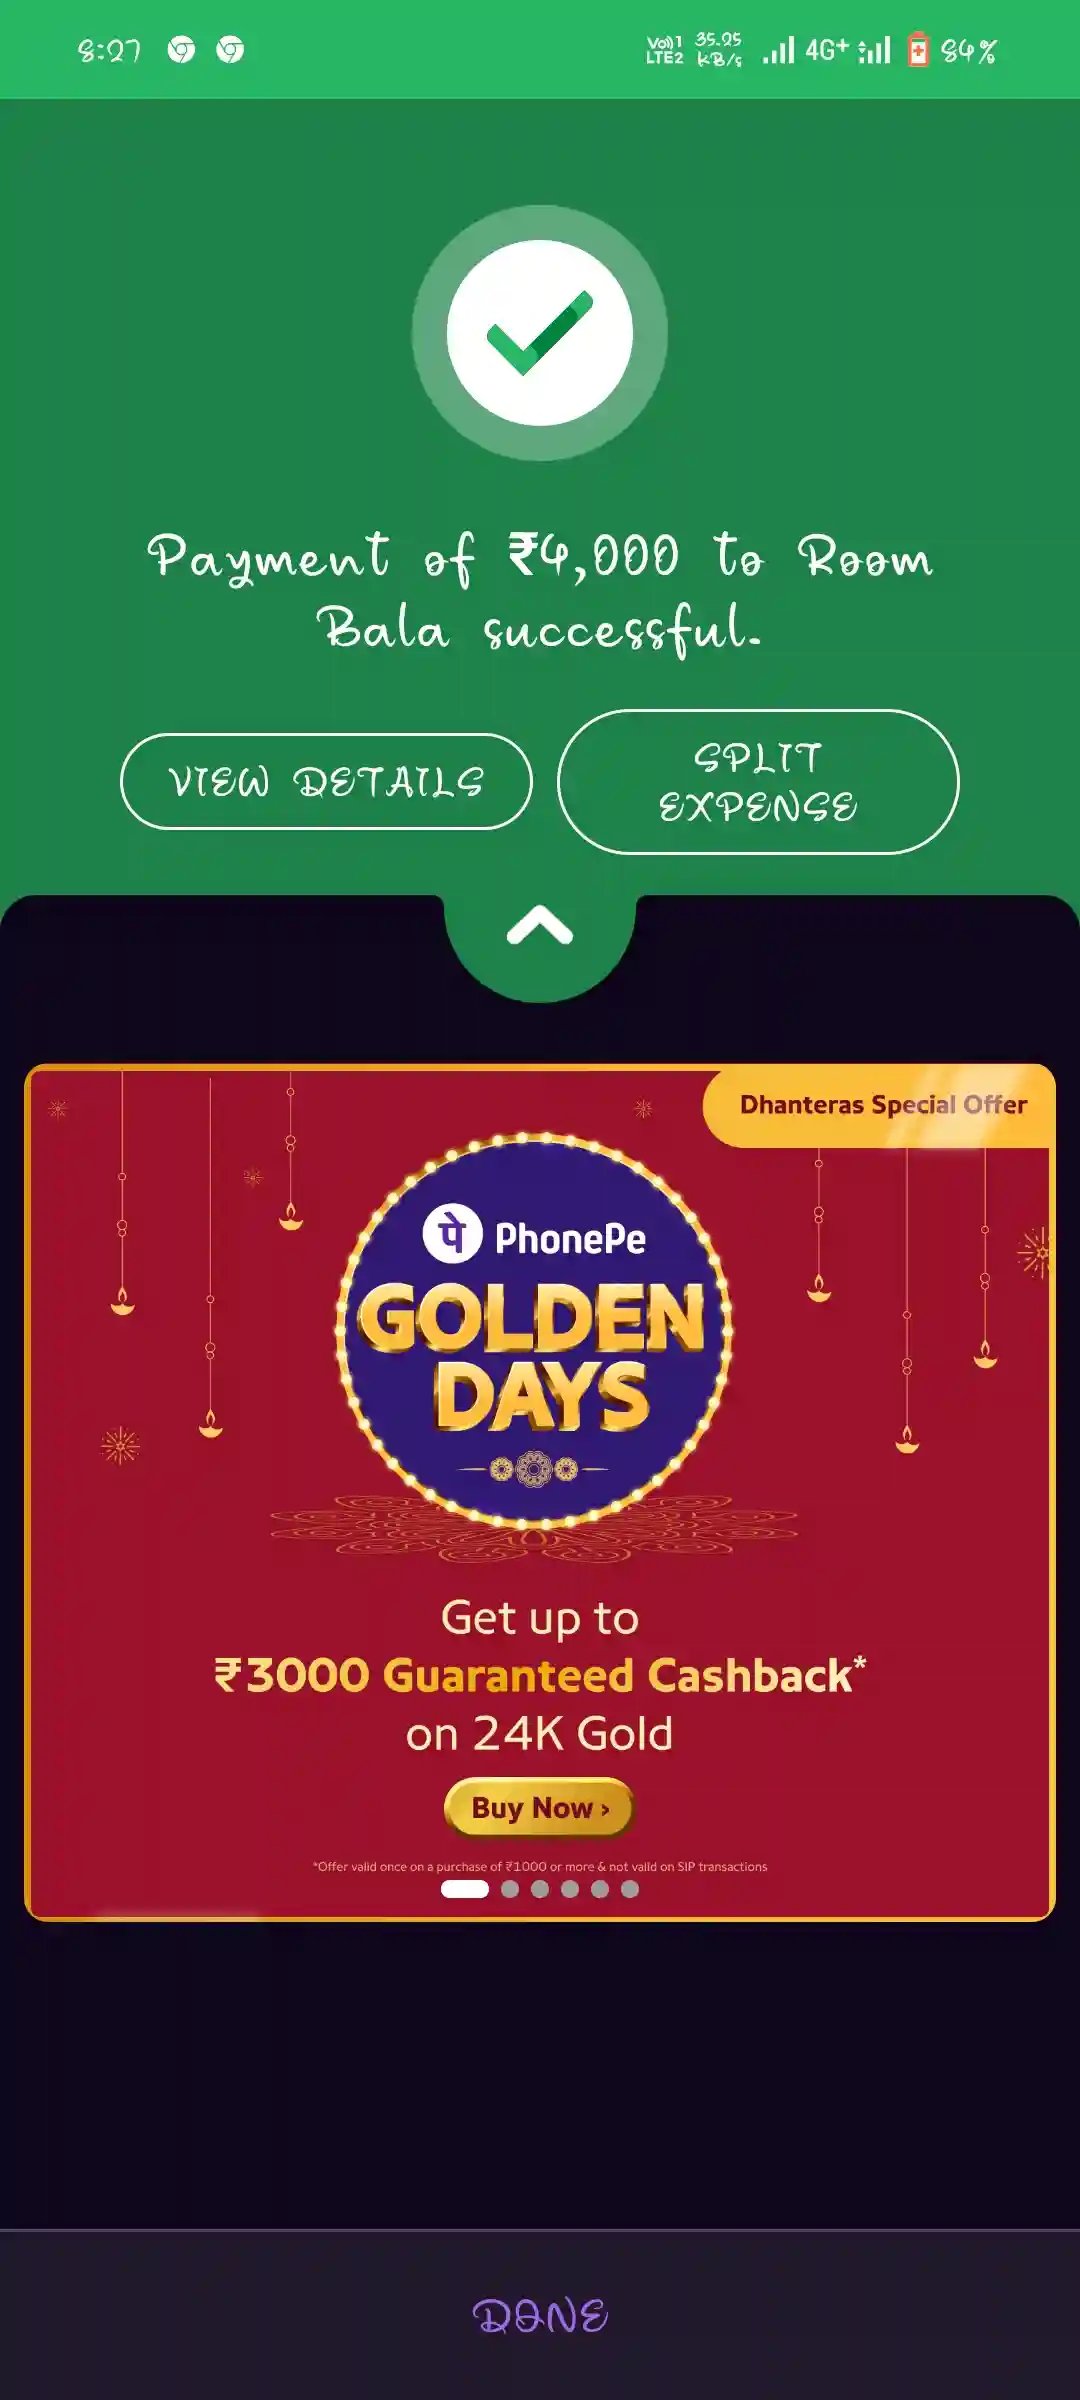 8:27
Vo)) 1
LTE2
35.25
KB/s
4G+
84%
Payment of ₹4,000 to Room
Bala successful.
VIEW DETAILS
SPLIT
EXPENSE
Dhanteras Special Offer
पे PhonePe
GOLDEN
DAYS
Get up to
₹3000 Guaranteed Cashback*
on 24K Gold
Buy Now ›
*Offer valid once on a purchase of ₹1000 or more & not valid on SIP transactions
DONE